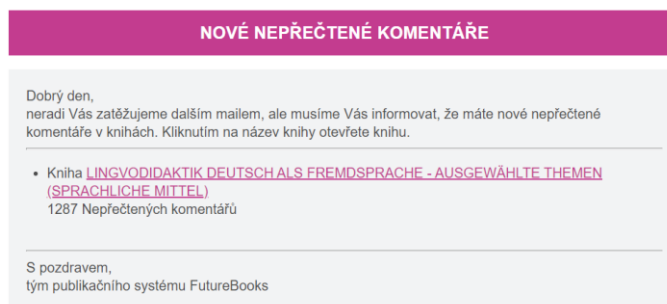 NOVÉ NEPŘEČTENÉ KOMENTÁŘE
Dobrý den,
neradi Vás zatěžujeme dalším mailem, ale musíme Vás informovat, že máte nové nepřečtené
komentáře v knihách. Kliknutím na název knihy otevřete knihu.
• Kniha LINGVODIDAKTIK DEUTSCH ALS FREMDSPRACHE - AUSGEWÄHLTE THEMEN
(SPRACHLICHE MITTEL)
1287 Nepřečtených komentářů
S pozdravem,
tým publikačního systému FutureBooks